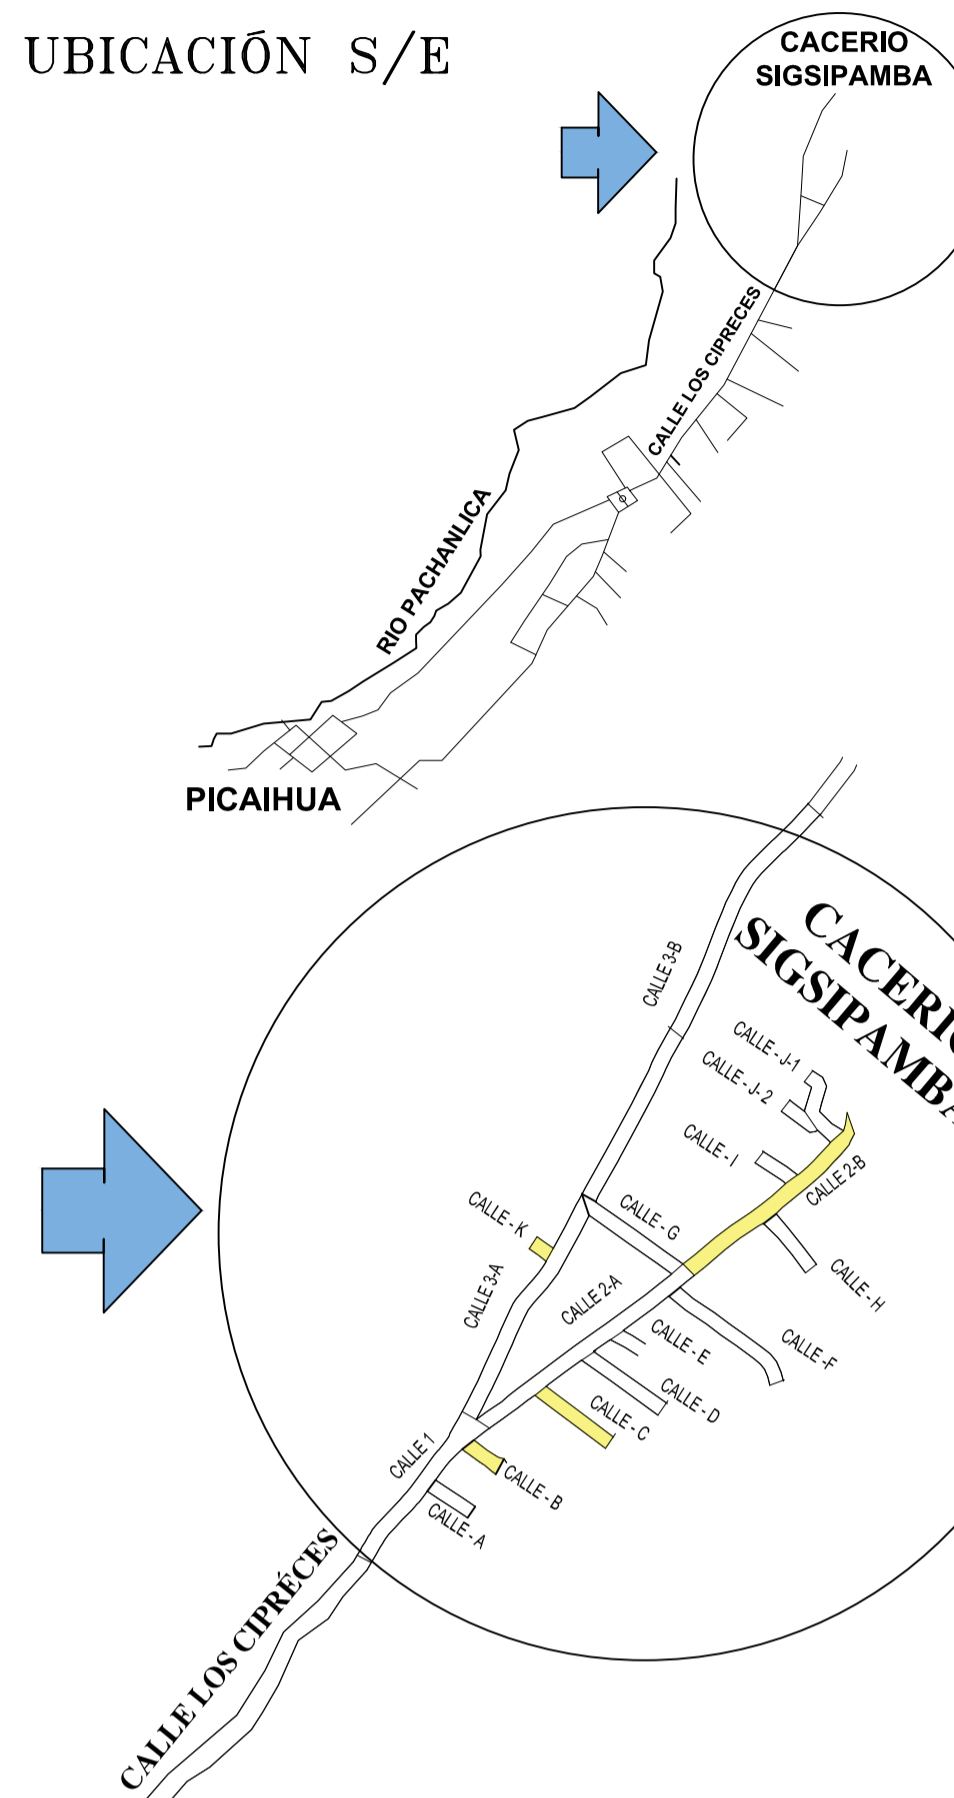 UBICACIÓN S/E
CACERIO
SIGSIPAMBA
CALLE LOS CIPRECES
RIO PACHANLICA
PICAIHUA
CACERIO
SIGSIPAMBA
CALLE 3-B
CALLE - J-1
CALLE - J-2
CALLE - I
CALLE 2-B
CALLE - K
CALLE - G
CALLE 3-A
CALLE 2-A
CALLE - H
CALLE - E
CALLE - F
CALLE - D
CALLE - C
CALLE 1
CALLE - B
CALLE - A
CALLE LOS CIPRÉCES